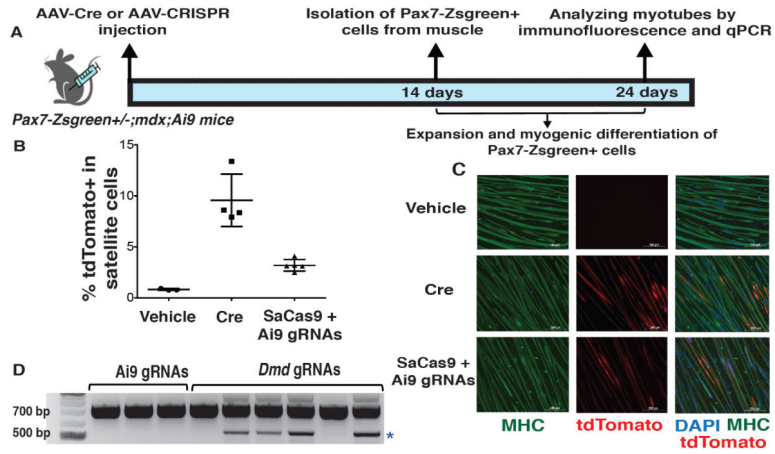 A
AAV-Cre or AAV-CRISPR
injection
Isolation of Pax7-Zsgreen+
cells from muscle
Analyzing myotubes by
immunofluorescence and qPCR
14 days
24 days
Pax7-Zsgreen+/-;mdx;Ai9 mice
Expansion and myogenic differentiation of
Pax7-Zsgreen+ cells
B
% tdTomato+ in
satellite cells
15
10
5
0
Vehicle
Cre
SaCas9 +
Ai9 gRNAs
C
Vehicle
Cre
SaCas9 +
Ai9 gRNAs
MHC
tdTomato
DAPI MHC
tdTomato
D
Ai9 gRNAs
Dmd gRNAs
700 bp
500 bp
*